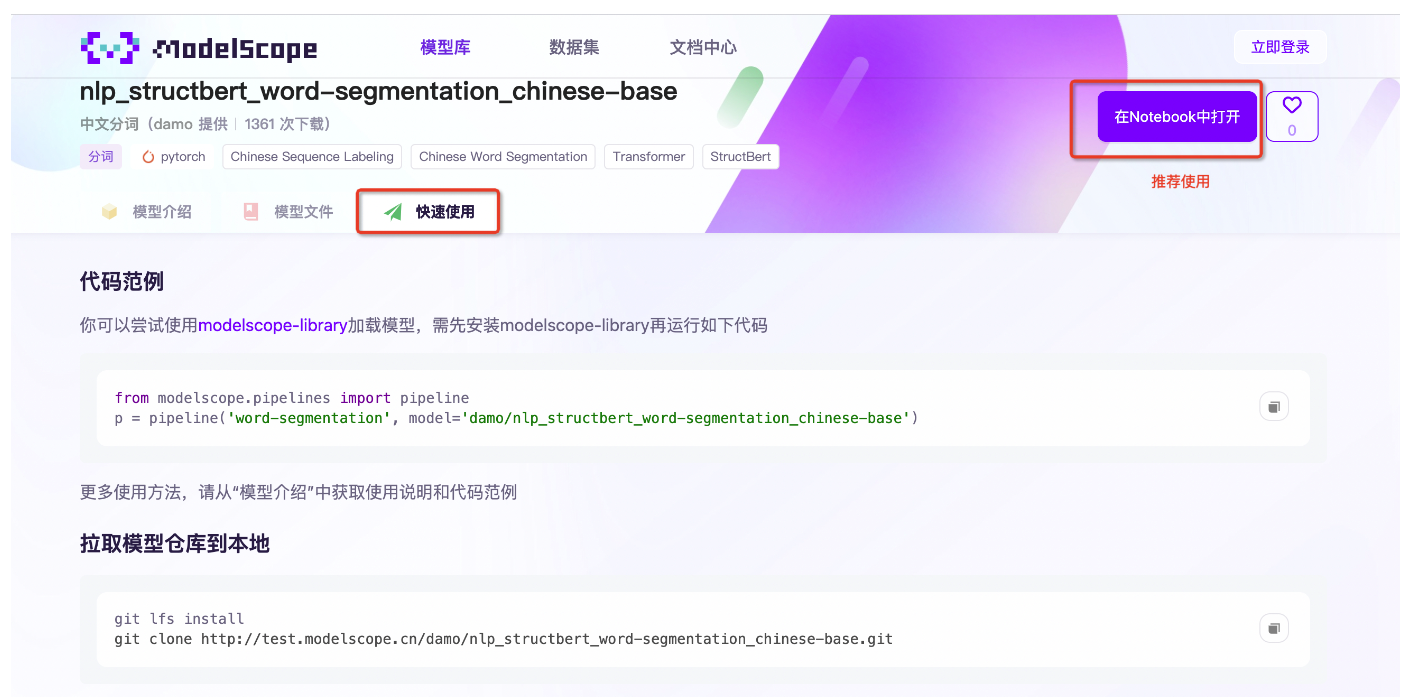 ModelScope 模型库 数据集 文档中心 立即登录
nlp_structbert_word-segmentation_chinese-base
中文分词（damo 提供 | 1361 次下载）
在Notebook中打开
0
分词 pytorch Chinese Sequence Labeling Chinese Word Segmentation Transformer StructBert
推荐使用
模型介绍 模型文件 快速使用
代码范例
你可以尝试使用modelscope-library加载模型，需先安装modelscope-library再运行如下代码
from modelscope.pipelines import pipeline
p = pipeline('word-segmentation', model='damo/nlp_structbert_word-segmentation_chinese-base')
更多使用方法，请从“模型介绍”中获取使用说明和代码范例
拉取模型仓库到本地
git lfs install
git clone http://test.modelscope.cn/damo/nlp_structbert_word-segmentation_chinese-base.git